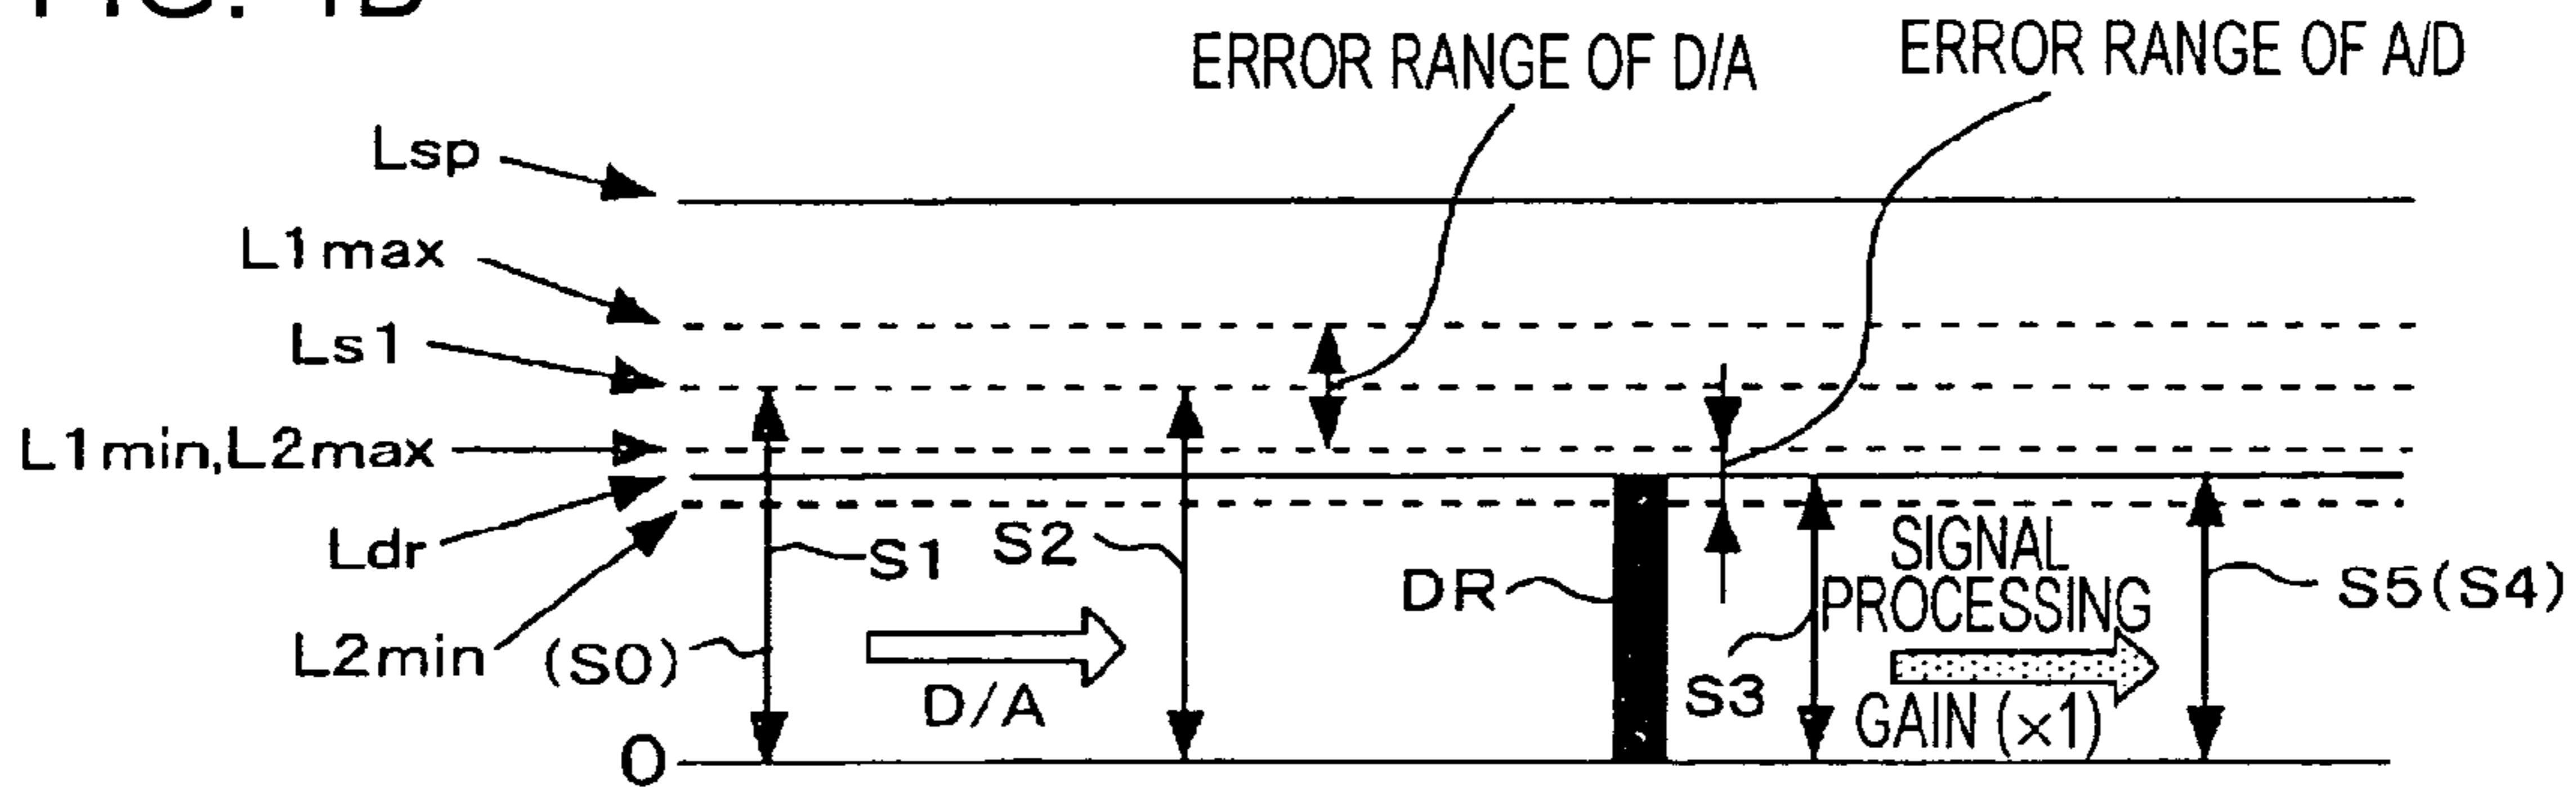 ERROR RANGE OF D/A
ERROR RANGE OF A/D
Lsp
L1max
Ls1
L1min,L2max
Ldr
L2min
(S0)
S1
S2
D/A
DR
S3
SIGNAL
PROCESSING
GAIN (×1)
S5(S4)
0